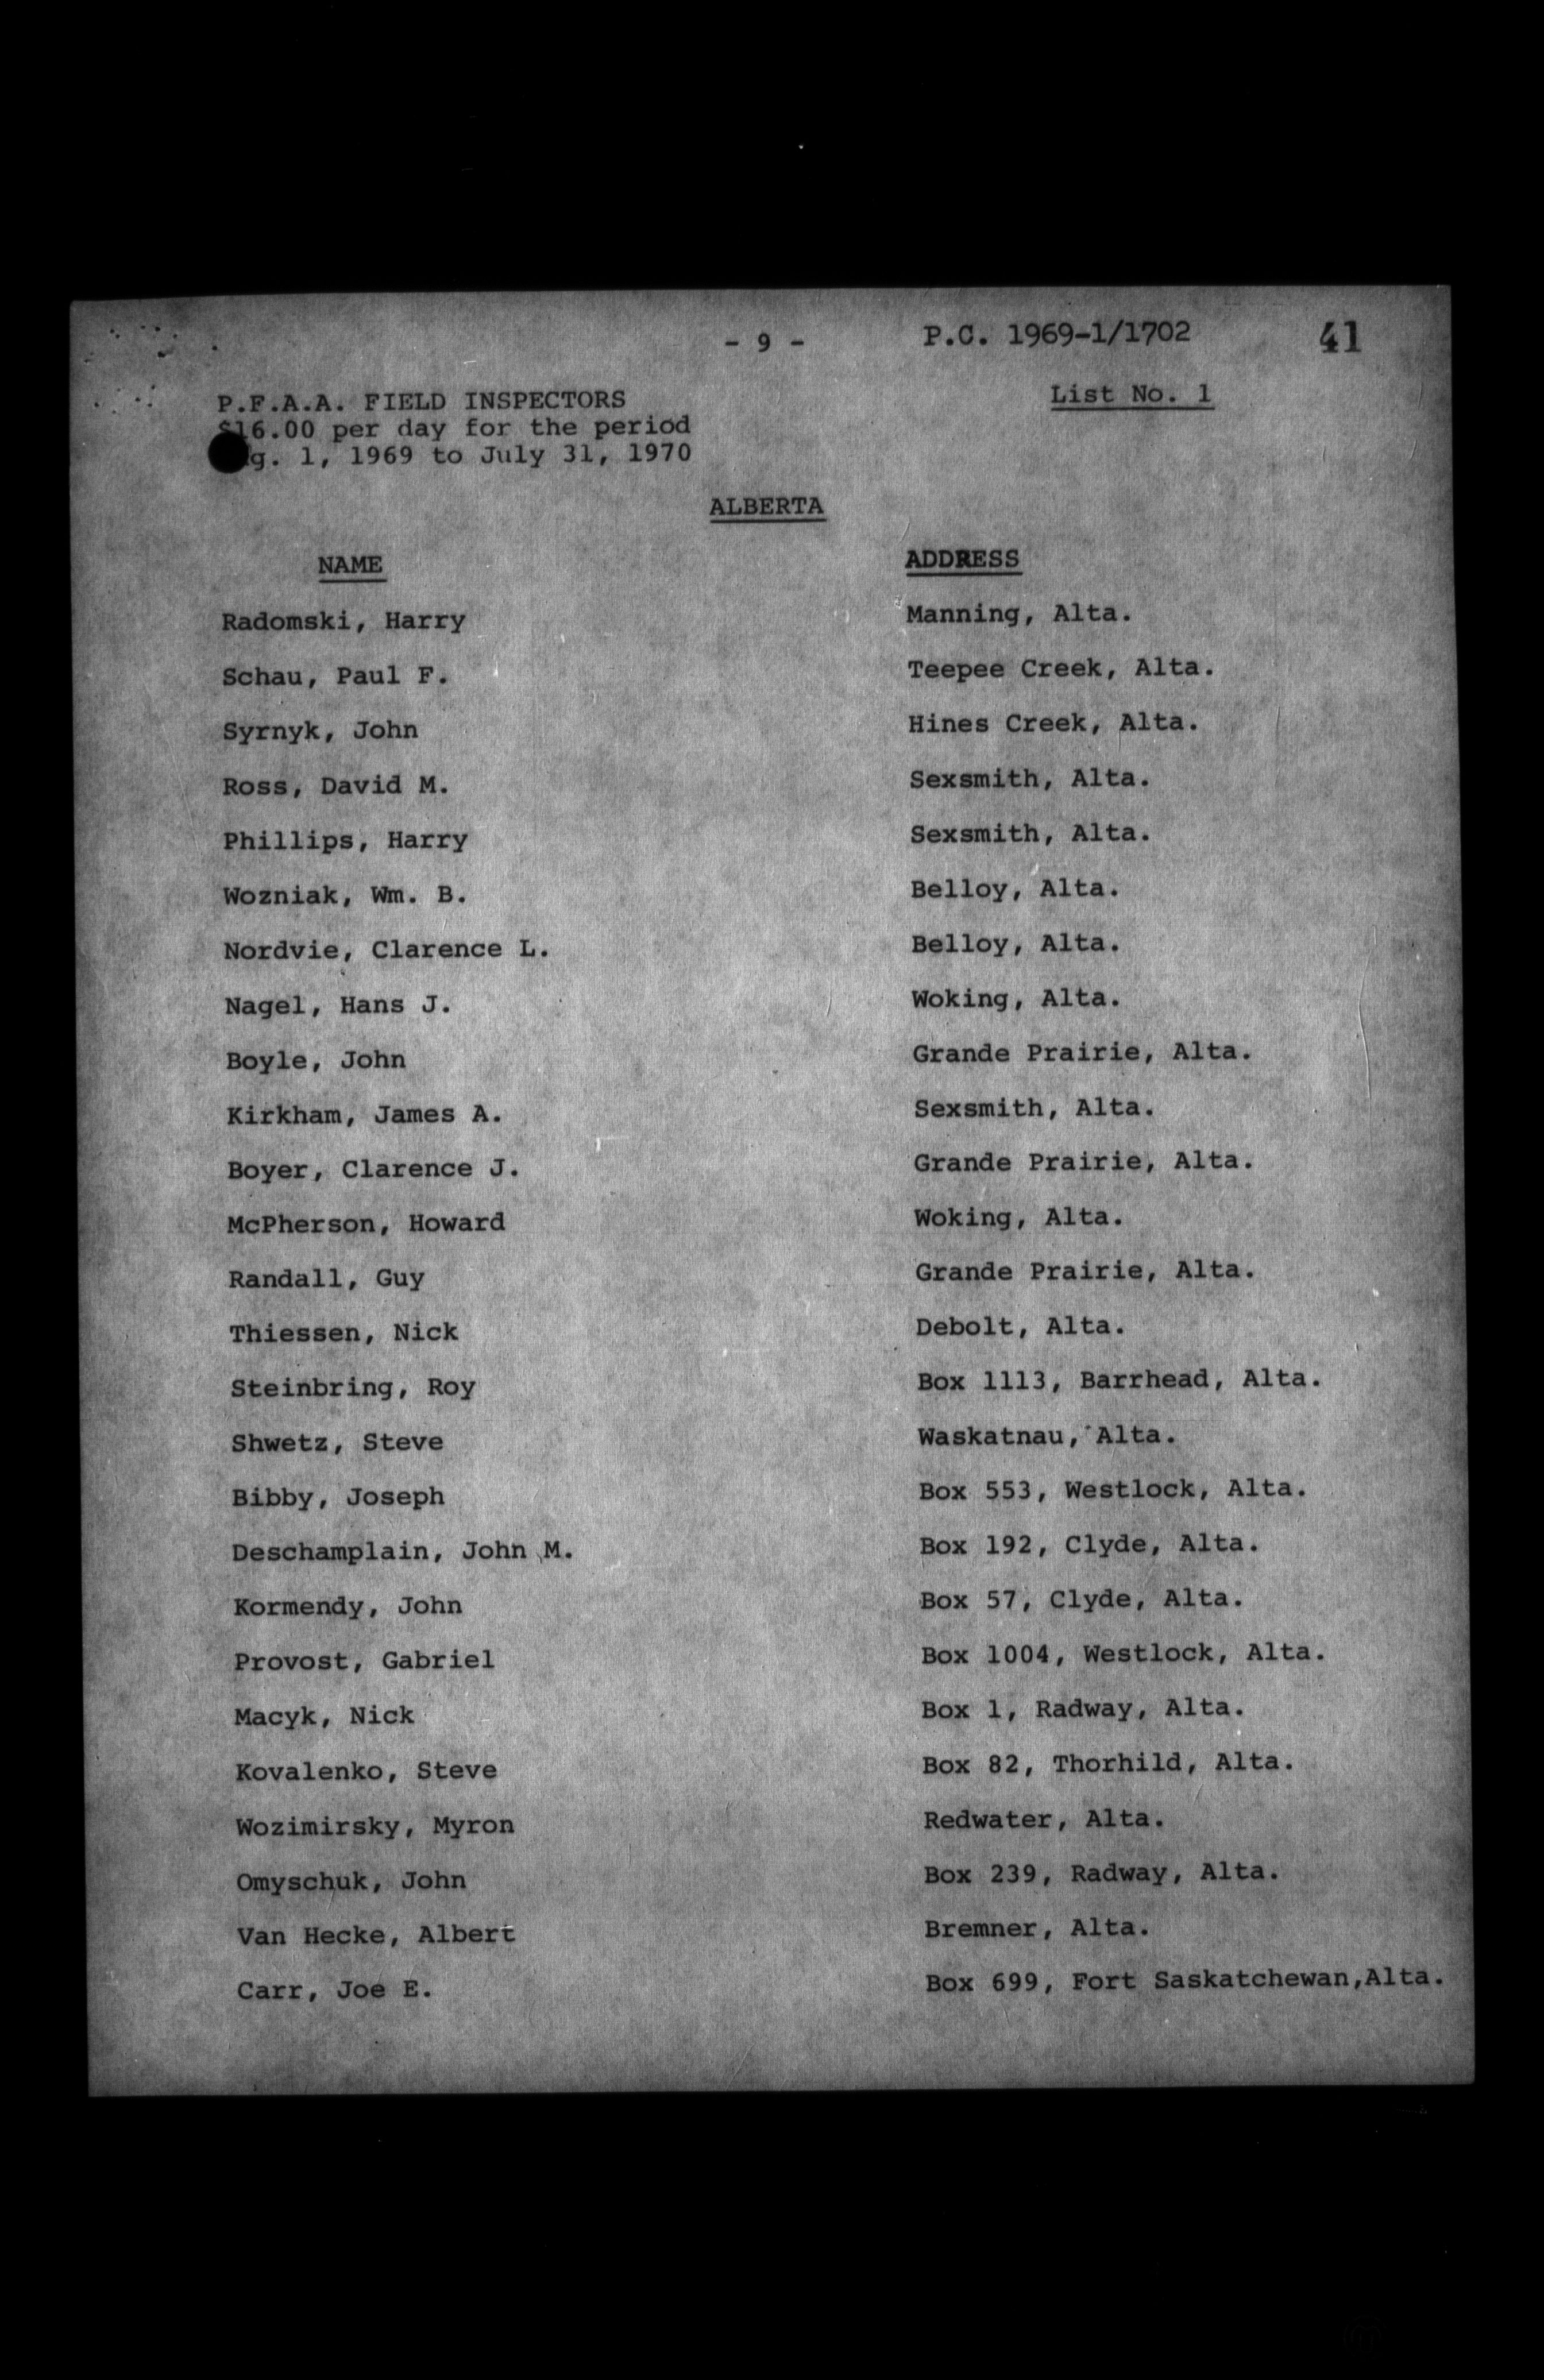 - 9 - P.C. 1969-1/1702 41
List No. 1
P.F.A.A. FIELD INSPECTORS
$16.00 per day for the period
g. 1, 1969 to July 31, 1970
ALBERTA
NAME ADDRESS
Radomski, Harry Manning, Alta.
Schau, Paul F. Teepee Creek, Alta.
Syrnyk, John Hines Creek, Alta.
Ross, David M. Sexsmith, Alta.
Phillips, Harry Sexsmith, Alta.
Wozniak, Wm. B. Belloy, Alta.
Nordvie, Clarence L. Belloy, Alta.
Nagel, Hans J. Woking, Alta.
Boyle, John Grande Prairie, Alta.
Kirkham, James A. Sexsmith, Alta.
Boyer, Clarence J. Grande Prairie, Alta.
McPherson, Howard Woking, Alta.
Randall, Guy Grande Prairie, Alta.
Thiessen, Nick Debolt, Alta.
Steinbring, Roy Box 1113, Barrhead, Alta.
Shwetz, Steve Waskatnau, Alta.
Bibby, Joseph Box 553, Westlock, Alta.
Deschamplain, John M. Box 192, Clyde, Alta.
Kormendy, John Box 57, Clyde, Alta.
Provost, Gabriel Box 1004, Westlock, Alta.
Macyk, Nick Box 1, Radway, Alta.
Kovalenko, Steve Box 82, Thorhild, Alta.
Wozimirsky, Myron Redwater, Alta.
Omyschuk, John Box 239, Radway, Alta.
Van Hecke, Albert Bremner, Alta.
Carr, Joe E. Box 699, Fort Saskatchewan,Alta.